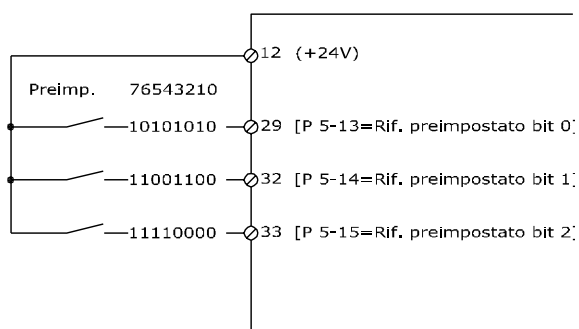 12 (+24V)
Preimp. 76543210
10101010 29 [P 5-13=Rif. preimpostato bit 0]
11001100 32 [P 5-14=Rif. preimpostato bit 1]
11110000 33 [P 5-15=Rif. preimpostato bit 2]